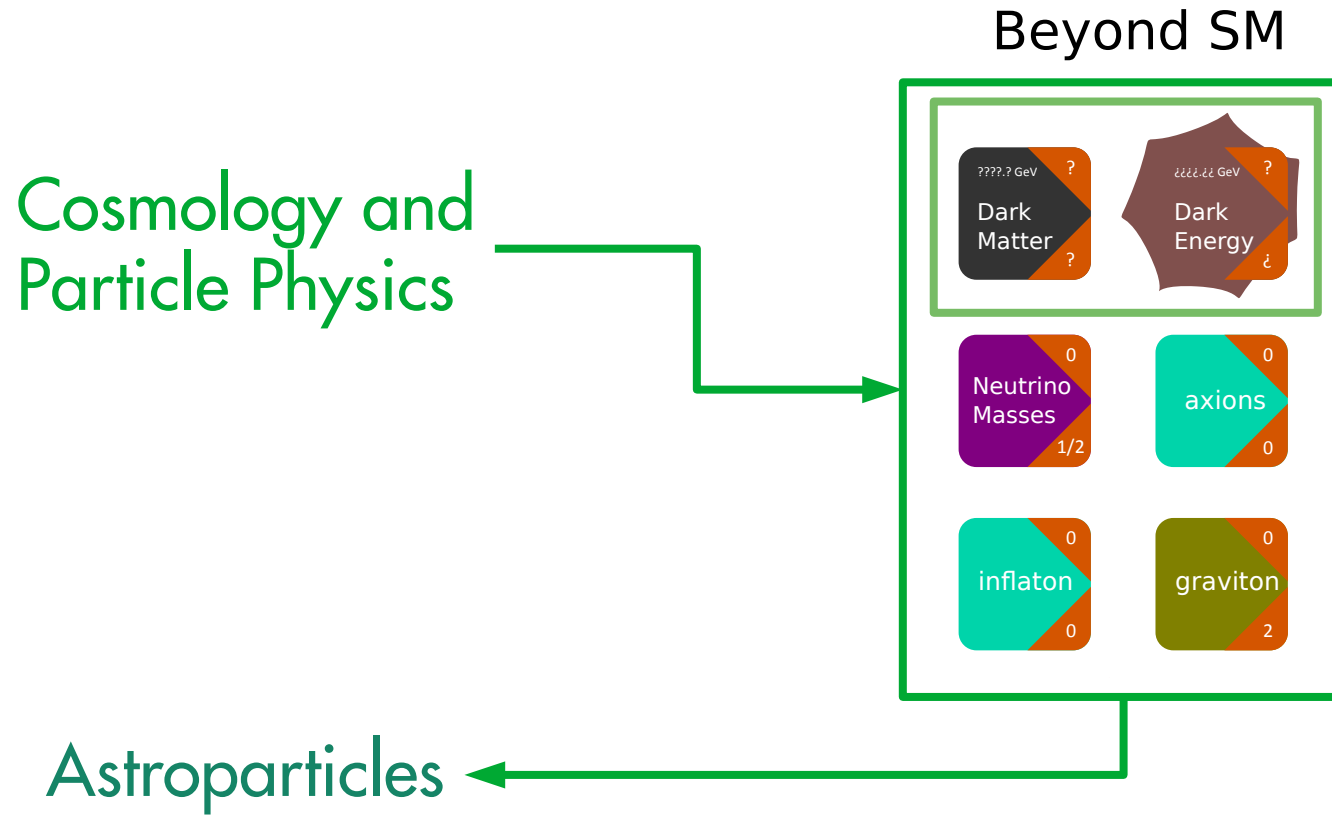 Beyond SM
Cosmology and
Particle Physics
????.? GeV
?
Dark
Matter
?
¿¿¿¿.¿¿ GeV
?
Dark
Energy
¿
0
Neutrino
Masses
1/2
0
axions
0
0
inflaton
0
0
graviton
2
Astroparticles